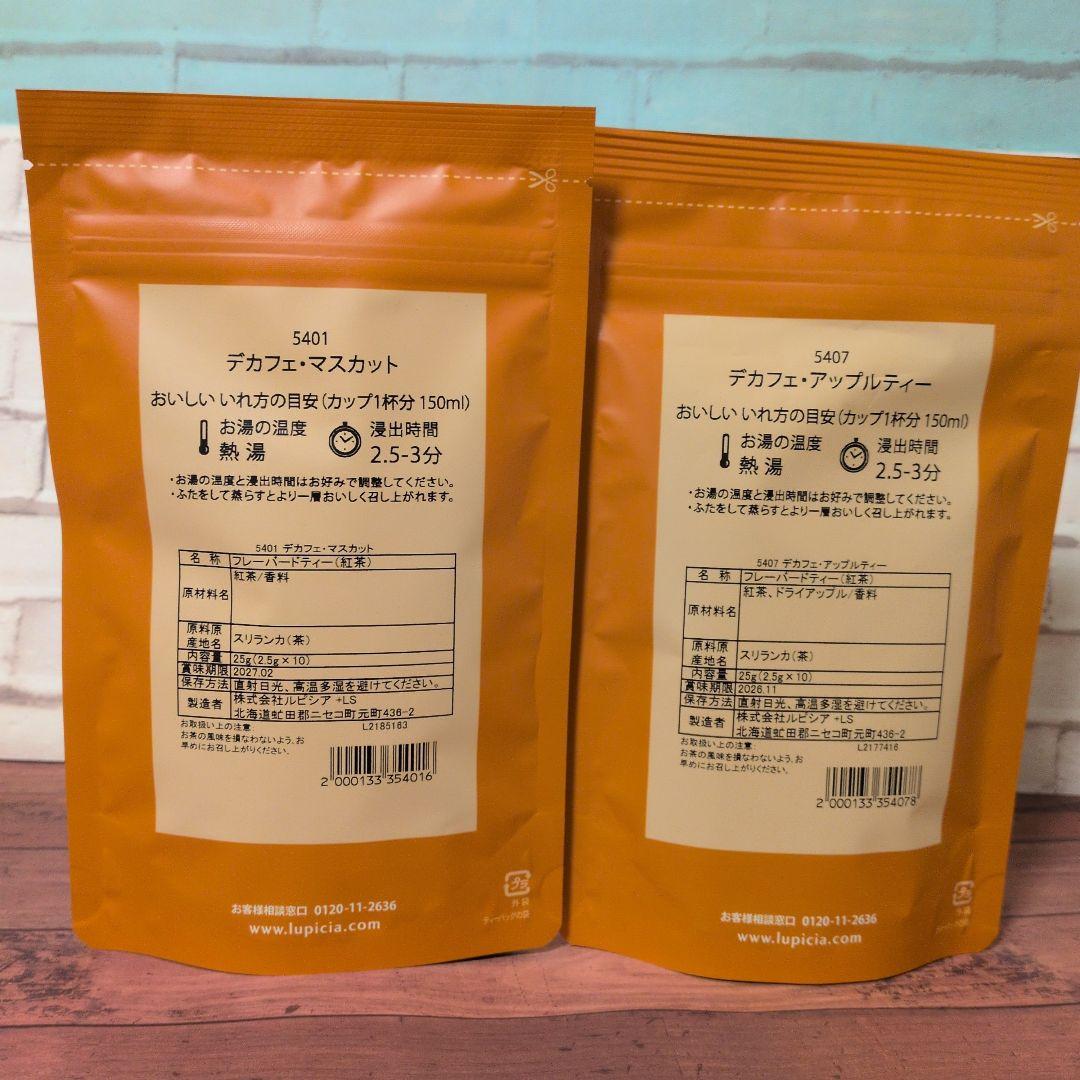 5401
デカフェ・マスカット
おいしい いれ方の目安(カップ1杯分 150ml)
お湯の温度
熱湯
浸出時間
2.5-3分
・お湯の温度と浸出時間はお好みで調整してください。
・ふたをして蒸らすとより一層おいしく召し上がれます。
5401 デカフェ・マスカット
名 称 フレーバードティー(紅茶)
原材料名 紅茶/香料
原料原産地名 スリランカ(茶)
内容量 25g(2.5g×10)
賞味期限 2027.02
保存方法 直射日光、高温多湿を避けてください。
製造者 株式会社ルピシア +LS
北海道虻田郡ニセコ町元町436-2
お取扱い上の注意: L2185163
お茶の風味を損なわないよう、お
早めにお召し上がりください。
2 000133 354016
プラ
外袋
ティーバッグの袋
お客様相談窓口 0120-11-2636
www.lupicia.com
5407
デカフェ・アップルティー
おいしい いれ方の目安(カップ1杯分 150ml)
お湯の温度
熱湯
浸出時間
2.5-3分
・お湯の温度と浸出時間はお好みで調整してください。
・ふたをして蒸らすとより一層おいしく召し上がれます。
5407 デカフェ・アップルティー
名 称 フレーバードティー(紅茶)
原材料名 紅茶、ドライアップル/香料
原料原産地名 スリランカ(茶)
内容量 25g(2.5g×10)
賞味期限 2026.11
保存方法 直射日光、高温多湿を避けてください。
製造者 株式会社ルピシア +LS
北海道虻田郡ニセコ町元町436-2
お取扱い上の注意: L2177416
お茶の風味を損なわないよう、お
早めにお召し上がりください。
2 000133 354078
プラ
外袋
お客様相談窓口 0120-11-2636
www.lupicia.com